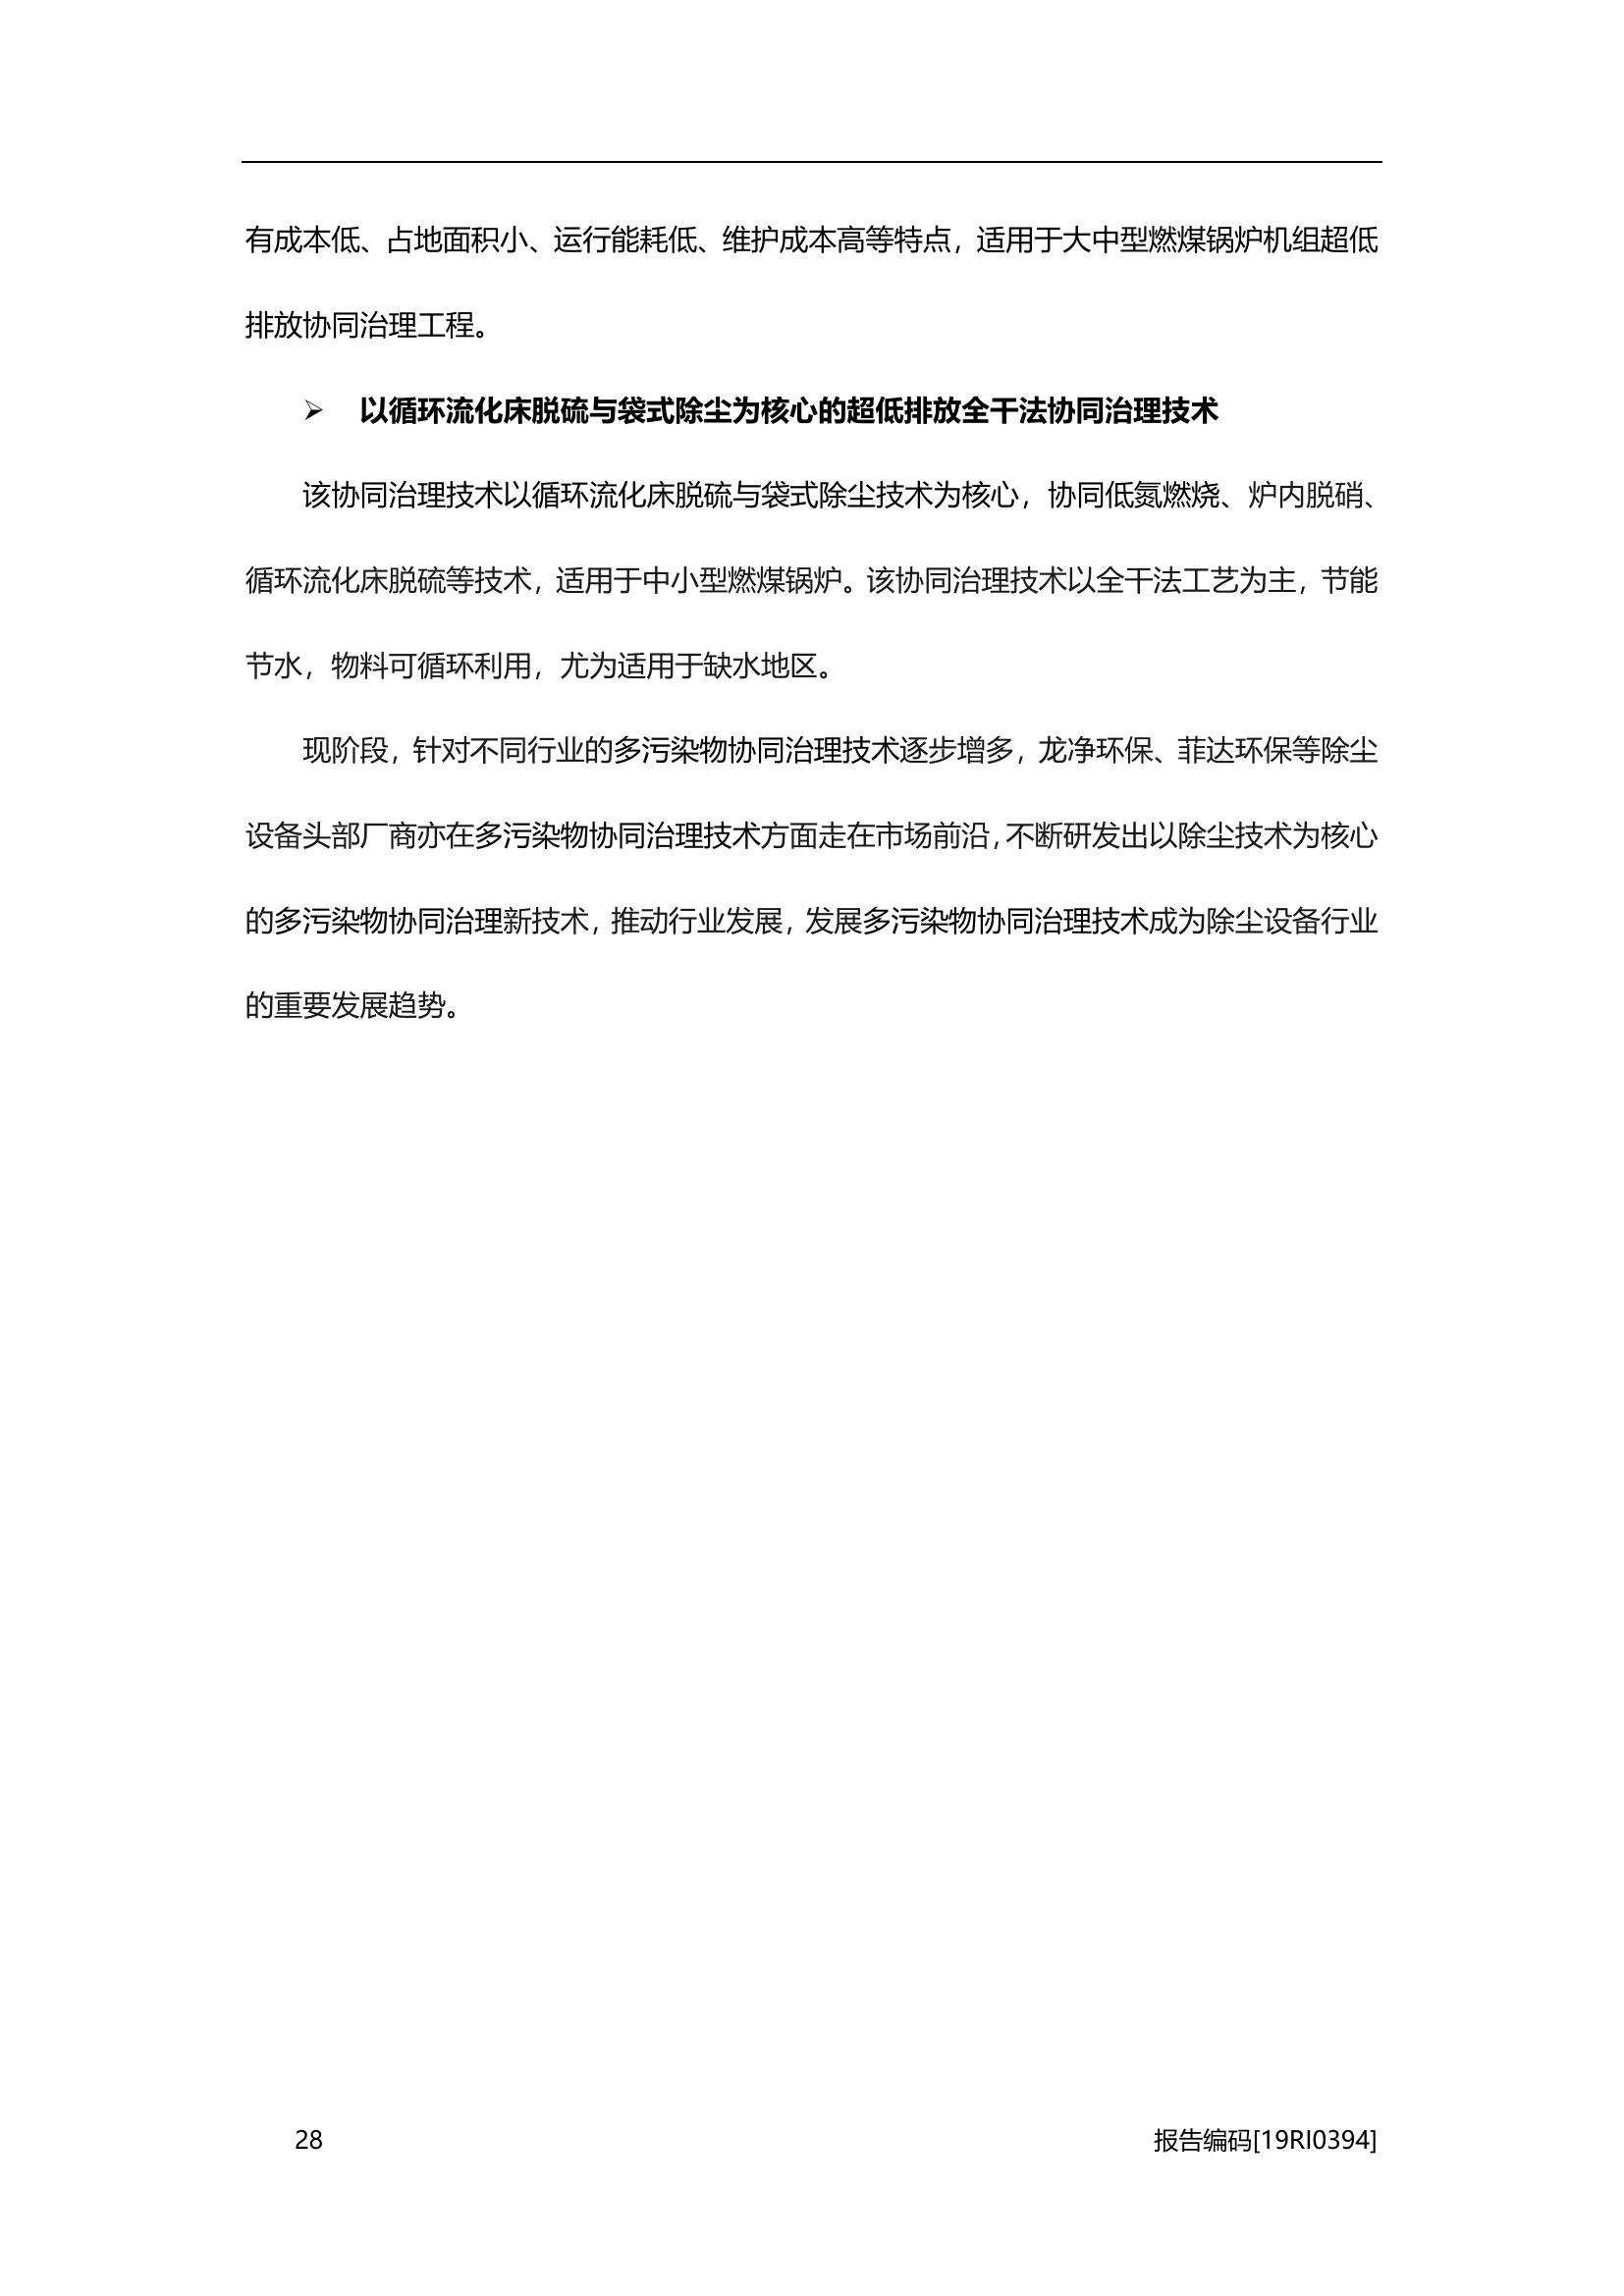 有成本低、占地面积小、运行能耗低、维护成本高等特点，适用于大中型燃煤锅炉机组超低
排放协同治理工程。
➢ 以循环流化床脱硫与袋式除尘为核心的超低排放全干法协同治理技术
该协同治理技术以循环流化床脱硫与袋式除尘技术为核心，协同低氮燃烧、炉内脱硝、
循环流化床脱硫等技术，适用于中小型燃煤锅炉。该协同治理技术以全干法工艺为主，节能
节水，物料可循环利用，尤为适用于缺水地区。
现阶段，针对不同行业的多污染物协同治理技术逐步增多，龙净环保、菲达环保等除尘
设备头部厂商亦在多污染物协同治理技术方面走在市场前沿，不断研发出以除尘技术为核心
的多污染物协同治理新技术，推动行业发展，发展多污染物协同治理技术成为除尘设备行业
的重要发展趋势。
28 报告编码[19RI0394]